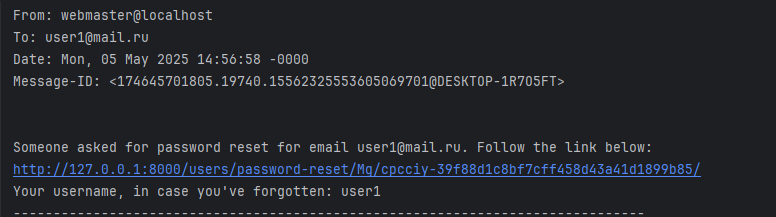 From: webmaster@localhost
To: user1@mail.ru
Date: Mon, 05 May 2025 14:56:58 -0000
Message-ID: <174645701805.19740.15562325553605069701@DESKTOP-1R7O5FT>
Someone asked for password reset for email user1@mail.ru. Follow the link below:
http://127.0.0.1:8000/users/password-reset/Mg/cpcciy-39f88d1c8bf7cff458d43a41d1899b85/
Your username, in case you've forgotten: user1
-------------------------------------------------------------------------------